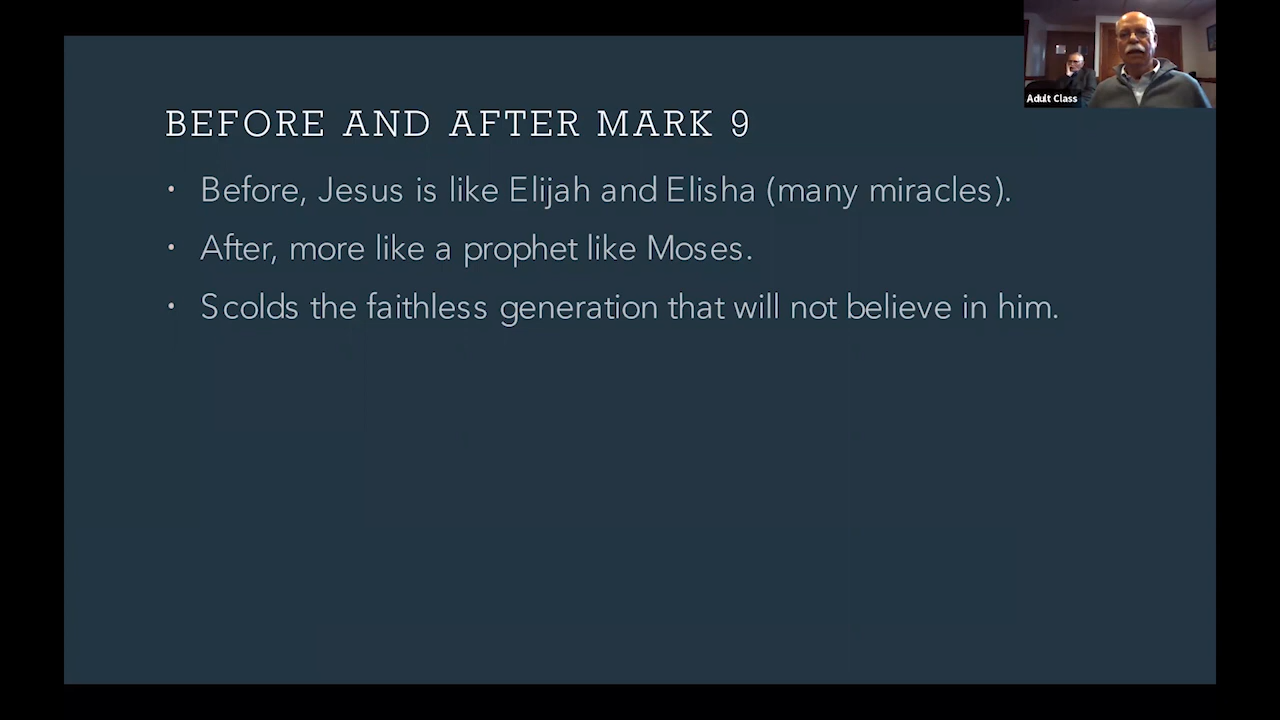 Adult Class
BEFORE AND AFTER MARK 9
• Before, Jesus is like Elijah and Elisha (many miracles).
• After, more like a prophet like Moses.
• Scolds the faithless generation that will not believe in him.